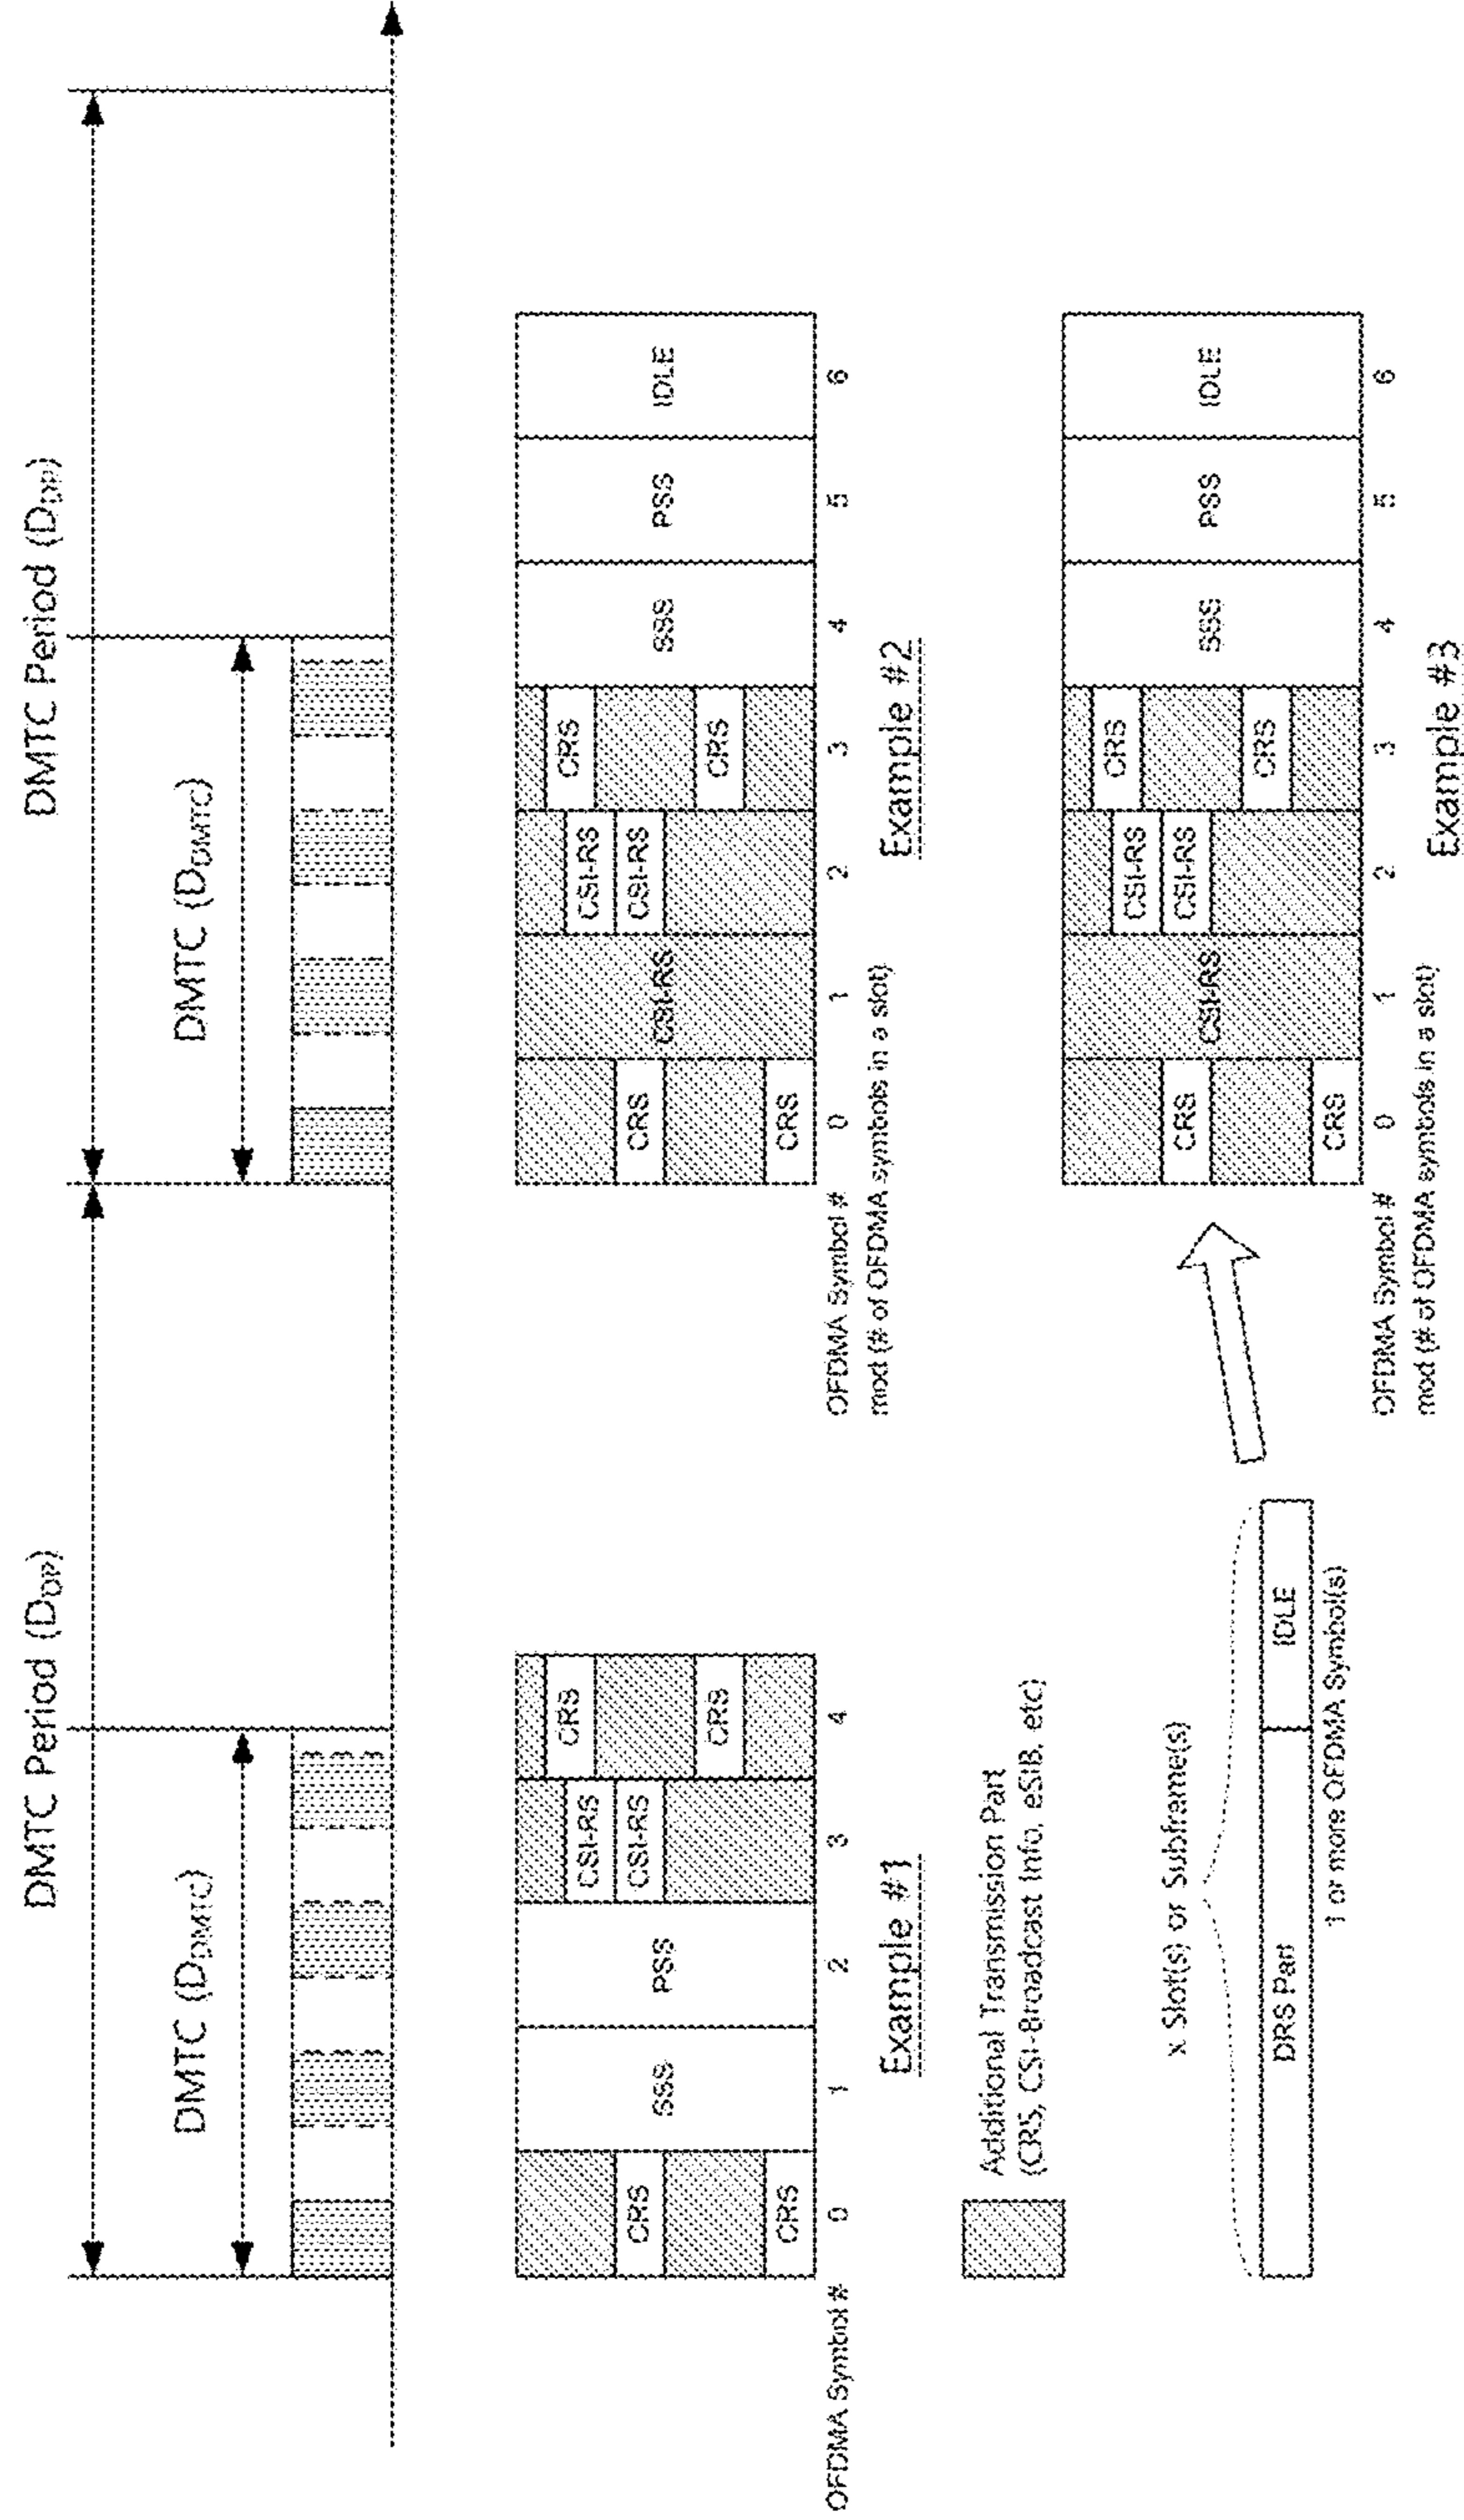 DMTC Period (DDP)
DMTC Period (DDP)
DMTC (DDMTC)
DMTC (DDMTC)
CRS
CRS
SSS
PSS
CSI-RS
CSI-RS
CRS
CRS
OFDMA Symbol #
0 1 2 3 4
Example #1
CRS
CRS
CSI-RS
CSI-RS
CSI-RS
CRS
CRS
SSS
PSS
IDLE
OFDMA Symbol #
mod (# of OFDMA symbols in a slot)
0 1 2 3 4 5 6
Example #2
Additional Transmission Part
(CRS, CSI-Broadcast Info, eSIB, etc)
x Slot(s) or Subframe(s)
DRS Part
IDLE
1 or more OFDMA Symbol(s)
CRS
CRS
CSI-RS
CSI-RS
CSI-RS
CRS
CRS
SSS
PSS
IDLE
OFDMA Symbol #
mod (# of OFDMA symbols in a slot)
0 1 2 3 4 5 6
Example #3